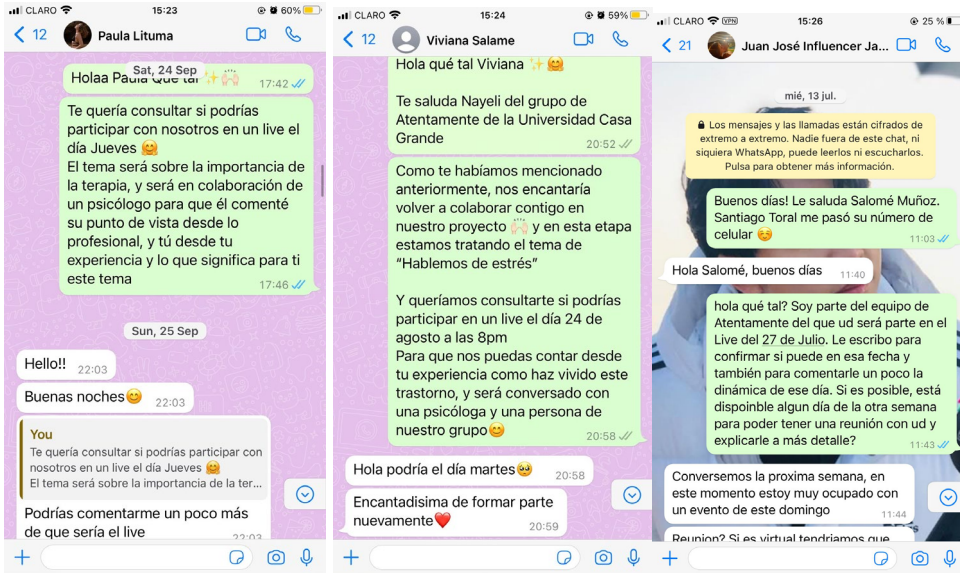 CLARO
15:23
60%
12
Paula Lituma
Sat, 24 Sep
Holaa Paula Que tal ✨🙌🏻
17:42
Te quería consultar si podrías
participar con nosotros en un live el
día Jueves 🤗
El tema será sobre la importancia de
la terapia, y será en colaboración de
un psicólogo para que él comenté
su punto de vista desde lo
profesional, y tú desde tu
experiencia y lo que significa para ti
este tema
17:46
Sun, 25 Sep
Hello!!
22:03
Buenas noches😊
22:03
You
Te quería consultar si podrías participar con
nosotros en un live el día Jueves 🤗
El tema será sobre la importancia de la ter...
Podrías comentarme un poco más
de que sería el live
22:03
CLARO
15:24
59%
12
Viviana Salame
Hola qué tal Viviana ✨🤗
Te saluda Nayeli del grupo de
Atentamente de la Universidad Casa
Grande
20:52
Como te habíamos mencionado
anteriormente, nos encantaría
volver a colaborar contigo en
nuestro proyecto 🙌🏻 y en esta etapa
estamos tratando el tema de
“Hablemos de estrés”
Y queríamos consultarte si podrías
participar en un live el día 24 de
agosto a las 8pm
Para que nos puedas contar desde
tu experiencia como haz vivido este
trastorno, y será conversado con
una psicóloga y una persona de
nuestro grupo😊
20:58
Hola podría el día martes🥺
20:58
Encantadisima de formar parte
nuevamente❤️
20:59
CLARO
VPN
15:26
25 %
21
Juan José Influencer Ja...
mié, 13 jul.
🔒 Los mensajes y las llamadas están cifrados de
extremo a extremo. Nadie fuera de este chat, ni
siquiera WhatsApp, puede leerlos ni escucharlos.
Pulsa para obtener más información.
Buenos días! Le saluda Salomé Muñoz.
Santiago Toral me pasó su número de
celular ☺️
11:03
Hola Salomé, buenos días
11:40
hola qué tal? Soy parte del equipo de
Atentamente del que ud será parte en el
Live del 27 de Julio. Le escribo para
confirmar si puede en esa fecha y
también para comentarle un poco la
dinámica de ese día. Si es posible, está
dispoinble algun día de la otra semana
para poder tener una reunión con ud y
explicarle a más detalle?
11:43
Conversemos la proxima semana, en
este momento estoy muy ocupado con
un evento de este domingo
11:44
Reunion? Si es virtual tendriamos que